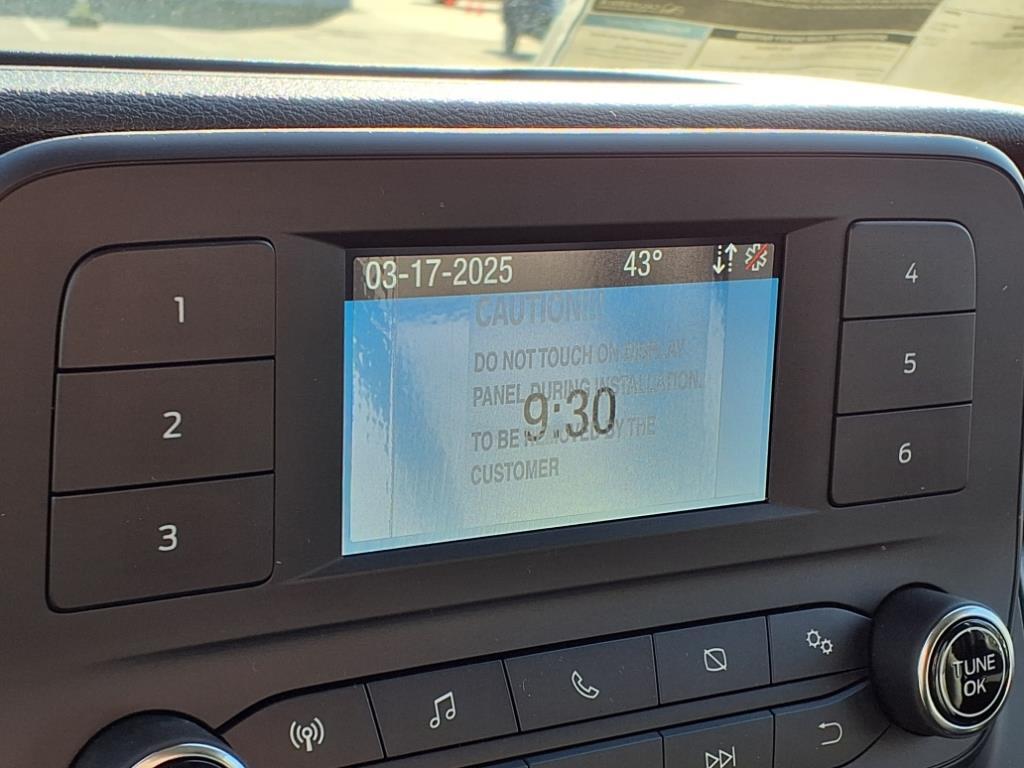 03-17-2025 43°
CAUTION!!!
DO NOT TOUCH ON DISPLAY
PANEL DURING INSTALLATION.
9:30
TO BE REMOVED BY THE
CUSTOMER
1
2
3
4
5
6
TUNE
OK